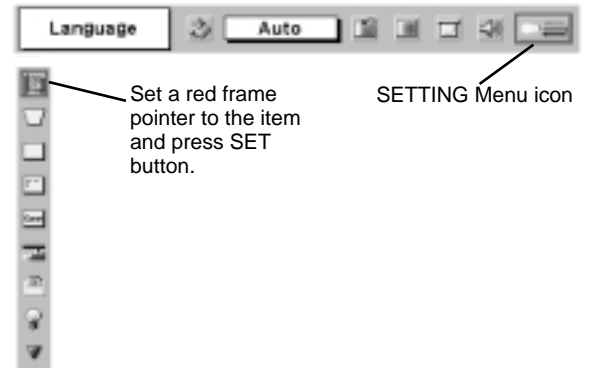 Language
Auto
Set a red frame
pointer to the item
and press SET
button.
SETTING Menu icon